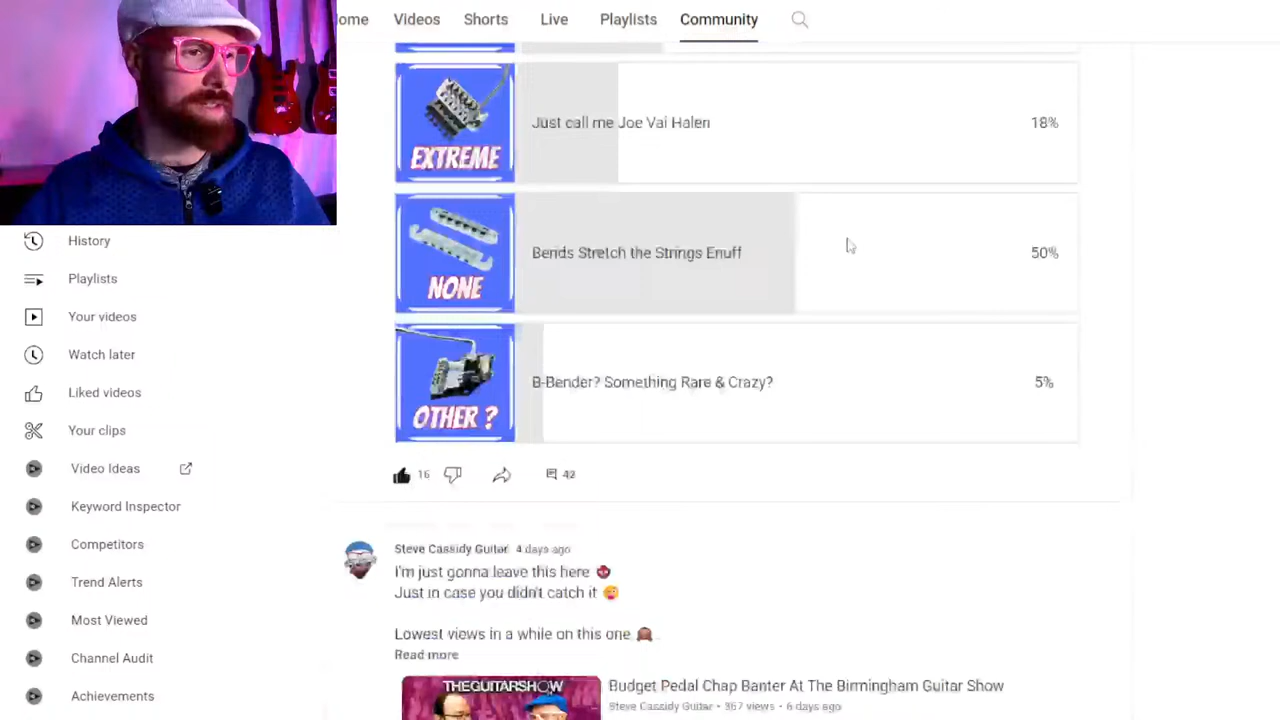 ome Videos Shorts Live Playlists Community
EXTREME Just call me Joe Vai Halen 18%
History
NONE Bends Stretch the Strings Enuff 50%
Playlists
Your videos
Watch later
OTHER ? B-Bender? Something Rare & Crazy? 5%
Liked videos
Your clips
Video Ideas
16 42
Keyword Inspector
Competitors
Steve Cassidy Guitar 4 days ago
I'm just gonna leave this here
Trend Alerts
Just in case you didn't catch it
Most Viewed
Lowest views in a while on this one
Channel Audit
Read more
Achievements
THEGUITARSHOW
Budget Pedal Chap Banter At The Birmingham Guitar Show
Steve Cassidy Guitar • 367 views • 6 days ago